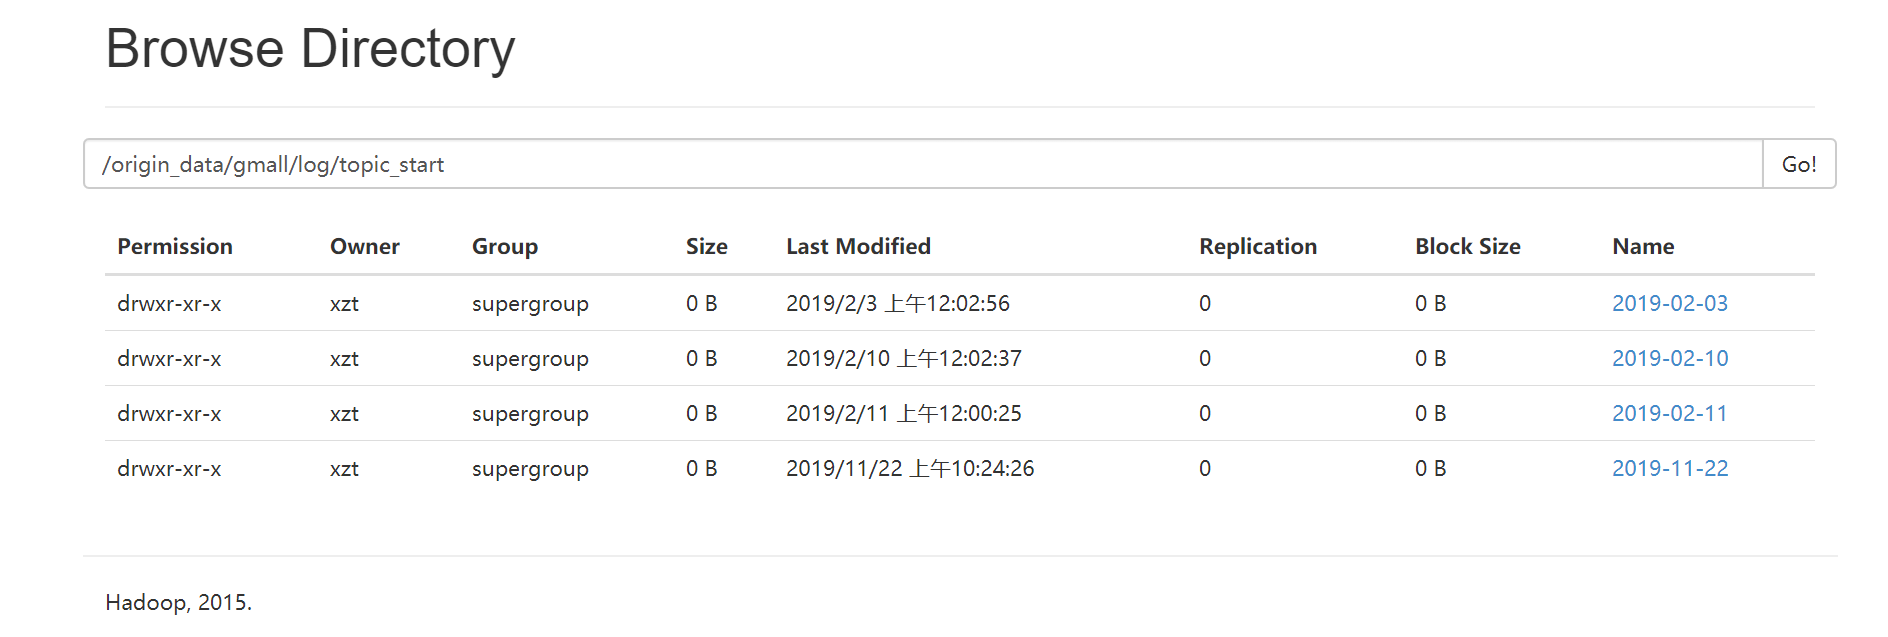 Browse Directory
/origin_data/gmall/log/topic_start Go!
Permission Owner Group Size Last Modified Replication Block Size Name
drwxr-xr-x xzt supergroup 0 B 2019/2/3 上午12:02:56 0 0 B 2019-02-03
drwxr-xr-x xzt supergroup 0 B 2019/2/10 上午12:02:37 0 0 B 2019-02-10
drwxr-xr-x xzt supergroup 0 B 2019/2/11 上午12:00:25 0 0 B 2019-02-11
drwxr-xr-x xzt supergroup 0 B 2019/11/22 上午10:24:26 0 0 B 2019-11-22
Hadoop, 2015.